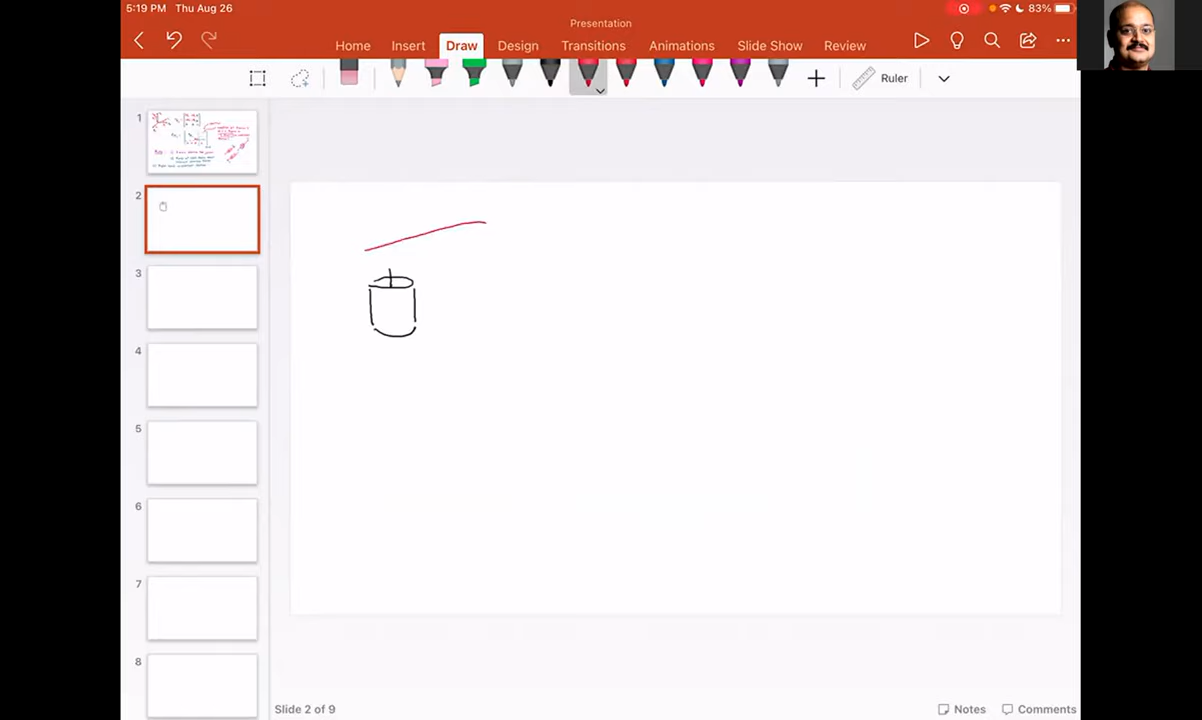 5:19 PM Thu Aug 26
83%
Presentation
Home Insert Draw Design Transitions Animations Slide Show Review
Ruler
1
2
3
4
5
6
7
8
Slide 2 of 9
Notes Comments